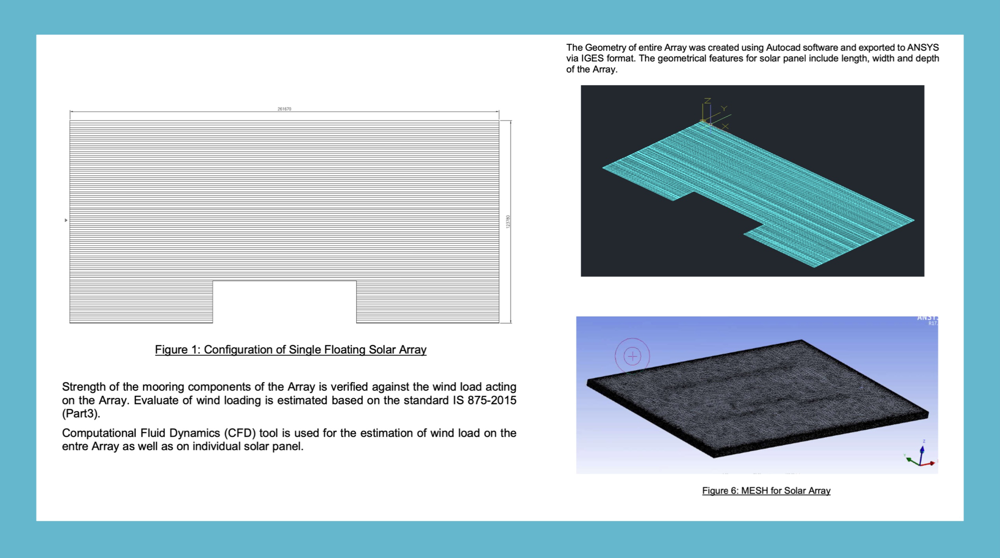 261670
123780
Figure 1: Configuration of Single Floating Solar Array
Strength of the mooring components of the Array is verified against the wind load acting
on the Array. Evaluate of wind loading is estimated based on the standard IS 875-2015
(Part3).
Computational Fluid Dynamics (CFD) tool is used for the estimation of wind load on the
entre Array as well as on individual solar panel.
The Geometry of entire Array was created using Autocad software and exported to ANSYS
via IGES format. The geometrical features for solar panel include length, width and depth
of the Array.
Z
Y
X
ANSYS
R17.
Z
Y
Figure 6: MESH for Solar Array